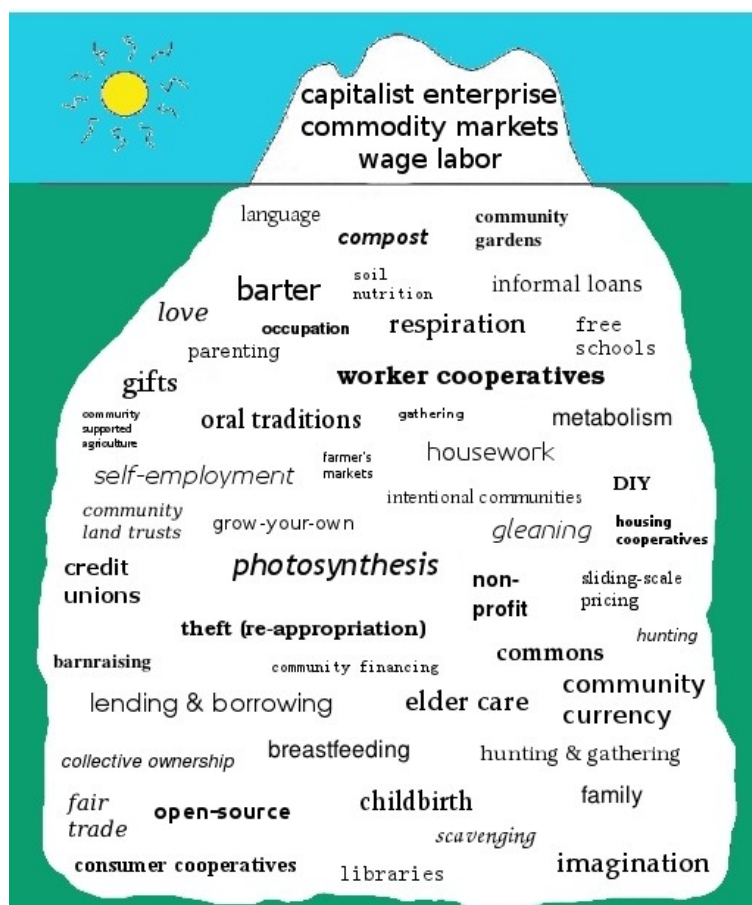 capitalist enterprise
commodity markets
wage labor
language
compost
community
gardens
barter
soil
nutrition
informal loans
love
occupation
respiration
free
schools
parenting
gifts
worker cooperatives
community
supported
agriculture
oral traditions
gathering
metabolism
self-employment
farmer's
markets
housework
intentional communities
DIY
community
land trusts
grow-your-own
gleaning
housing
cooperatives
credit
unions
photosynthesis
non-
profit
sliding-scale
pricing
theft (re-appropriation)
hunting
barnraising
community financing
commons
lending & borrowing
elder care
community
currency
collective ownership
breastfeeding
hunting & gathering
fair
trade
open-source
childbirth
family
scavenging
consumer cooperatives
libraries
imagination